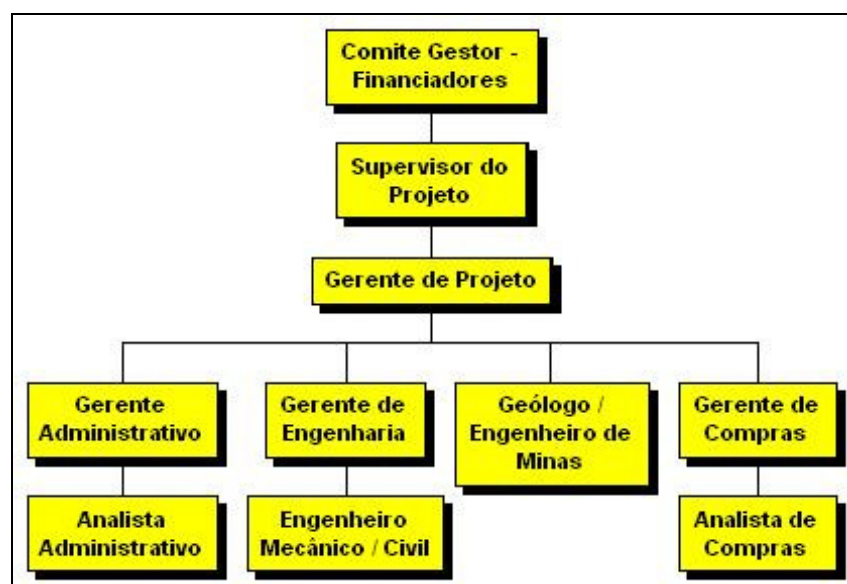 Comite Gestor -
Financiadores
Supervisor do
Projeto
Gerente de Projeto
Gerente
Administrativo
Gerente de
Engenharia
Geólogo /
Engenheiro de
Minas
Gerente de
Compras
Analista
Administrativo
Engenheiro
Mecânico / Civil
Analista de
Compras